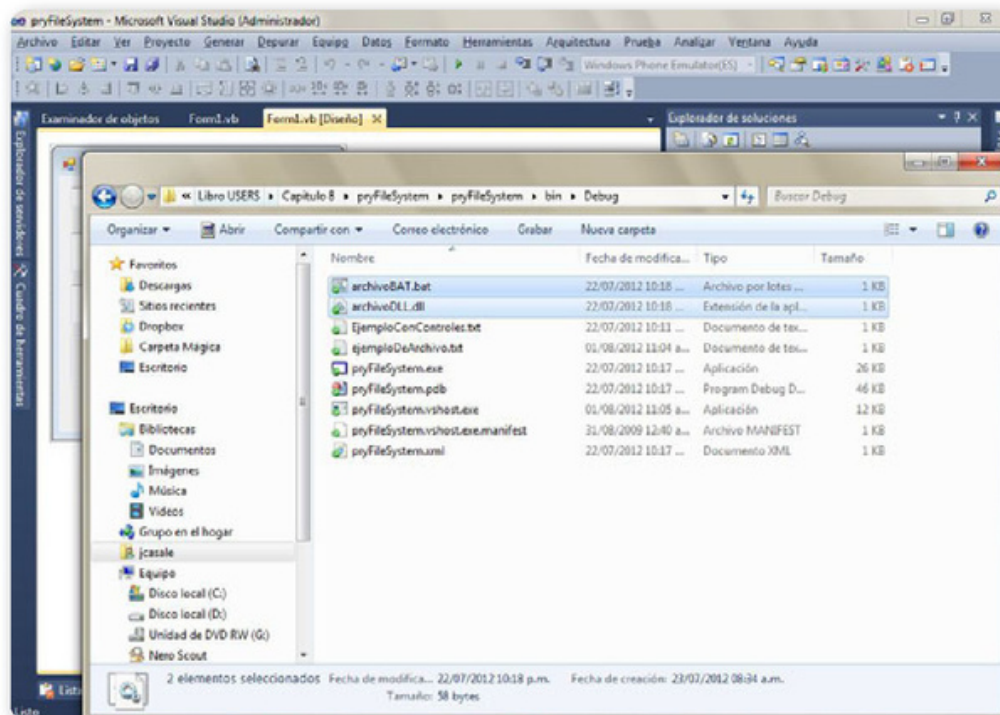 pryFileSystem - Microsoft Visual Studio (Administrador)
Archivo Editar Ver Proyecto Generar Depurar Equipo Datos Formato Herramientas Arquitectura Prueba Analizar Ventana Ayuda
Windows Phone Emulator(ES)
Examinador de objetos Form1.vb Form1.vb [Diseño] Explorador de soluciones
Explorador de servidores
Cuadro de herramientas
« Libro USERS Capitulo 8 pryFileSystem pryFileSystem bin Debug Buscar Debug
Organizar Abrir Compartir con Correo electrónico Grabar Nueva carpeta
Favoritos
Descargas
Sitios recientes
Dropbox
Carpeta Mágica
Escritorio
Escritorio
Bibliotecas
Documentos
Imágenes
Música
Videos
Grupo en el hogar
jcasale
Equipo
Disco local (C:)
Disco local (D:)
Unidad de DVD RW (G:)
Nero Scout
Nombre Fecha de modifica... Tipo Tamaño
archivoBAT.bat 22/07/2012 10:18 ... Archivo por lotes ... 1 KB
archivoDLL.dll 22/07/2012 10:18 ... Extensión de la apl... 1 KB
EjemploConControles.txt 22/07/2012 10:11 ... Documento de tex... 1 KB
ejemploDeArchivo.txt 01/08/2012 11:04 a... Documento de tex... 1 KB
pryFileSystem.exe 22/07/2012 10:17 ... Aplicación 26 KB
pryFileSystem.pdb 22/07/2012 10:17 ... Program Debug D... 46 KB
pryFileSystem.vshost.exe 01/08/2012 11:05 a... Aplicación 12 KB
pryFileSystem.vshost.exe.manifest 31/08/2009 12:40 a... Archivo MANIFEST 1 KB
pryFileSystem.xml 22/07/2012 10:17 ... Documento XML 1 KB
2 elementos seleccionados Fecha de modifica... 22/07/2012 10:18 p.m. Fecha de creación: 23/07/2012 08:34 a.m.
Tamaño: 58 bytes
Listo